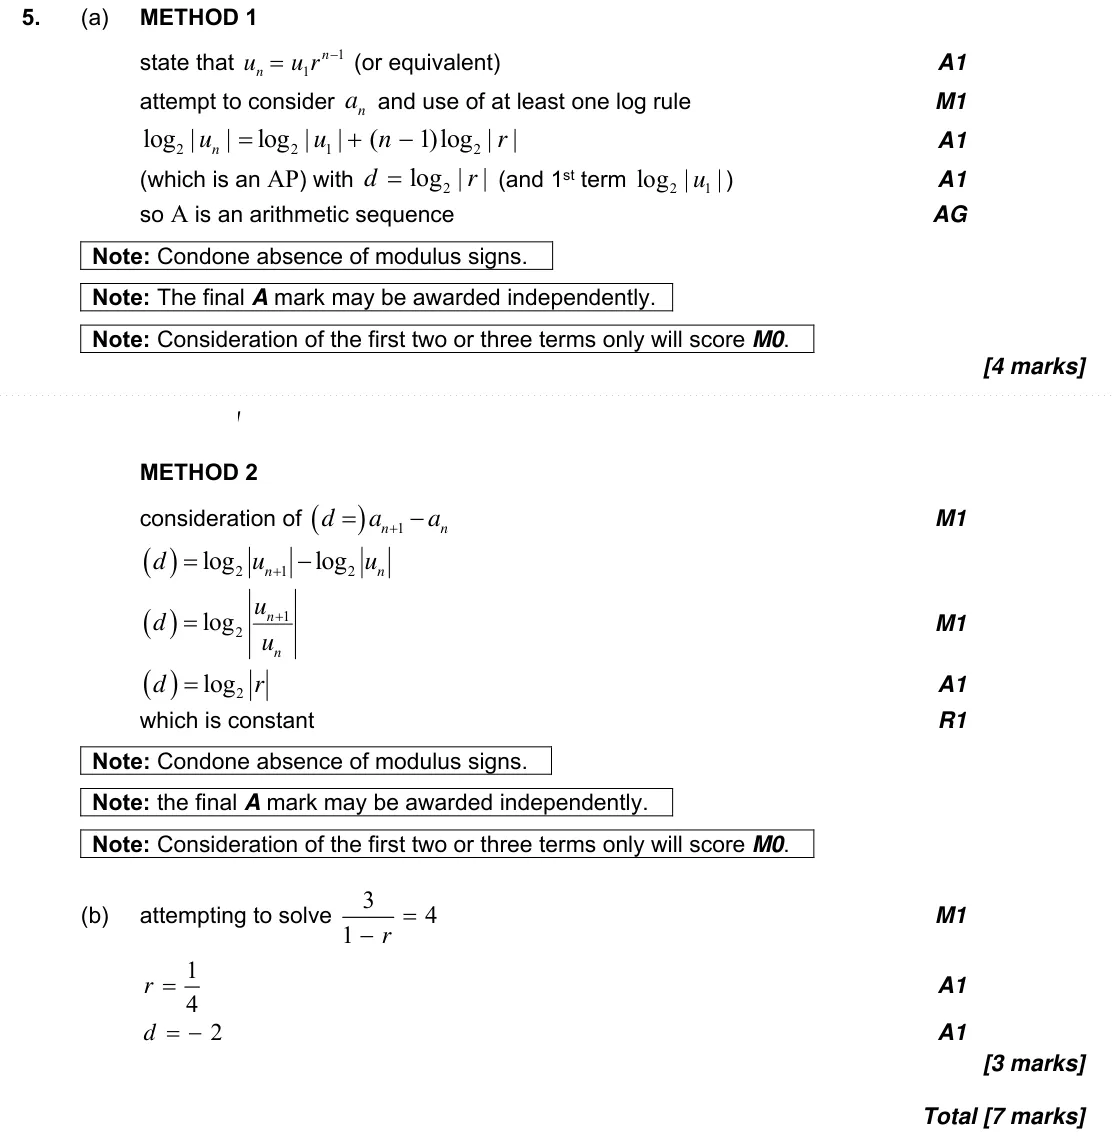 5. (a) METHOD 1
state that uₙ = u₁rⁿ⁻¹ (or equivalent) A1
attempt to consider aₙ and use of at least one log rule M1
log₂ | uₙ | = log₂ | u₁ | + (n − 1)log₂ | r | A1
(which is an AP) with d = log₂ | r | (and 1ˢᵗ term log₂ | u₁ |) A1
so A is an arithmetic sequence AG
Note: Condone absence of modulus signs.
Note: The final A mark may be awarded independently.
Note: Consideration of the first two or three terms only will score M0.
[4 marks]
METHOD 2
consideration of (d =) aₙ₊₁ − aₙ M1
(d) = log₂ |uₙ₊₁| − log₂ |uₙ|
(d) = log₂ |uₙ₊₁ / uₙ| M1
(d) = log₂ |r| A1
which is constant R1
Note: Condone absence of modulus signs.
Note: the final A mark may be awarded independently.
Note: Consideration of the first two or three terms only will score M0.
(b) attempting to solve 3 / (1 − r) = 4 M1
r = 1/4 A1
d = − 2 A1
[3 marks]
Total [7 marks]